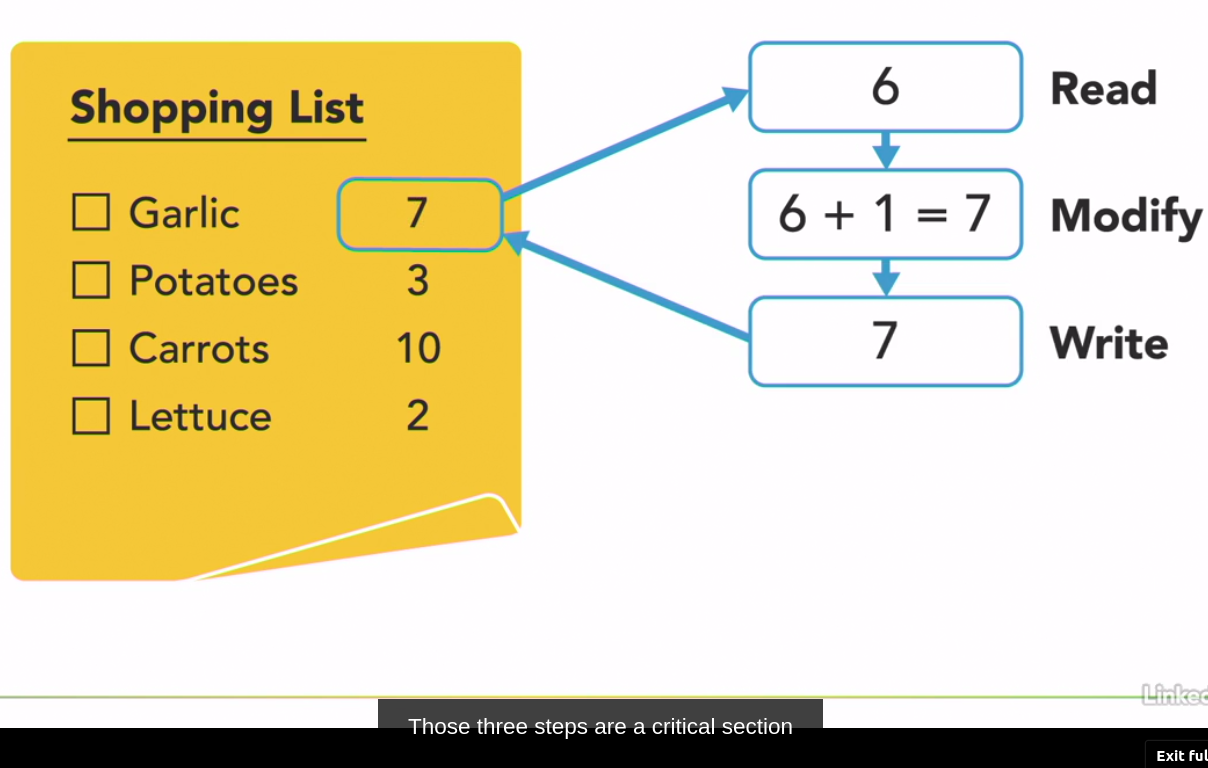 Shopping List
Garlic 7
Potatoes 3
Carrots 10
Lettuce 2
6 Read
6 + 1 = 7 Modify
7 Write
Linked
Those three steps are a critical section
Exit ful